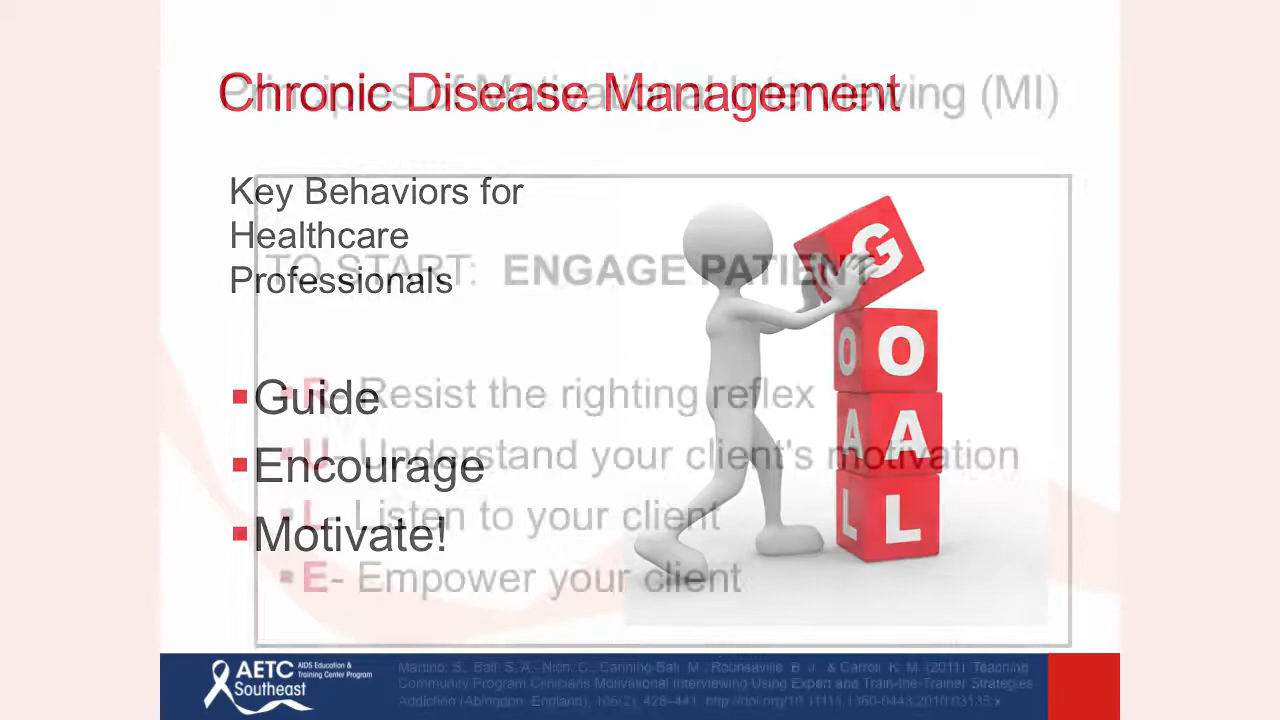 Chronic Disease Management
Principles of Motivational Interviewing (MI)
Key Behaviors for
Healthcare
Professionals
TO START: ENGAGE PATIENT
Guide
Encourage
Motivate!
R- Resist the righting reflex
U- Understand your client's motivation
L- Listen to your client
E- Empower your client
G
O O
A A
L L
AETC AIDS Education &
Training Center Program
Southeast
Martino, S., Ball, S. A., Nich, C., Canning-Ball, M., Rounsaville, B. J., & Carroll, K. M. (2011). Teaching
Community Program Clinicians Motivational Interviewing Using Expert and Train-the-Trainer Strategies
Addiction (Abingdon, England), 106(2), 428–441. http://doi.org/10.1111/j.1360-0443.2010.03135.x